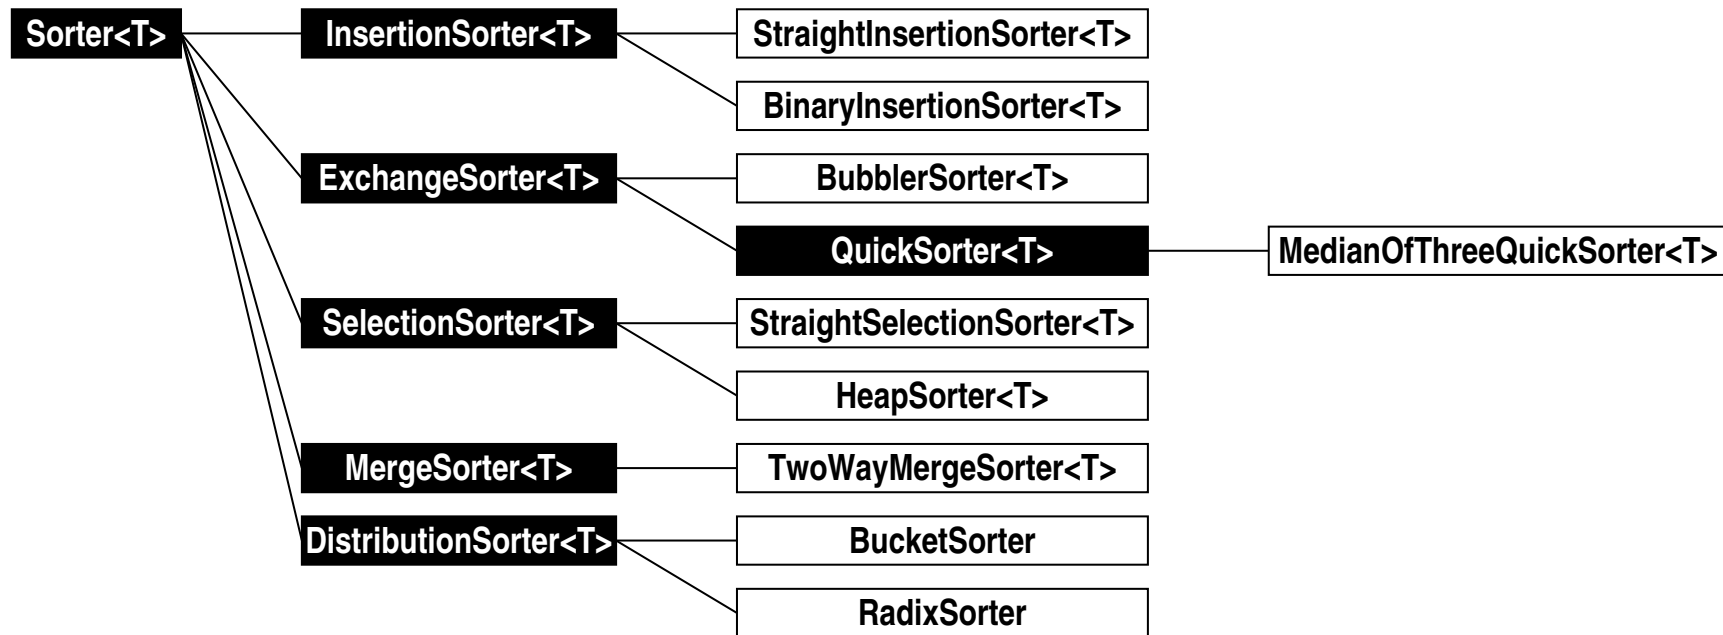 Sorter<T>
InsertionSorter<T>
StraightInsertionSorter<T>
BinaryInsertionSorter<T>
ExchangeSorter<T>
BubblerSorter<T>
QuickSorter<T>
MedianOfThreeQuickSorter<T>
SelectionSorter<T>
StraightSelectionSorter<T>
HeapSorter<T>
MergeSorter<T>
TwoWayMergeSorter<T>
DistributionSorter<T>
BucketSorter
RadixSorter